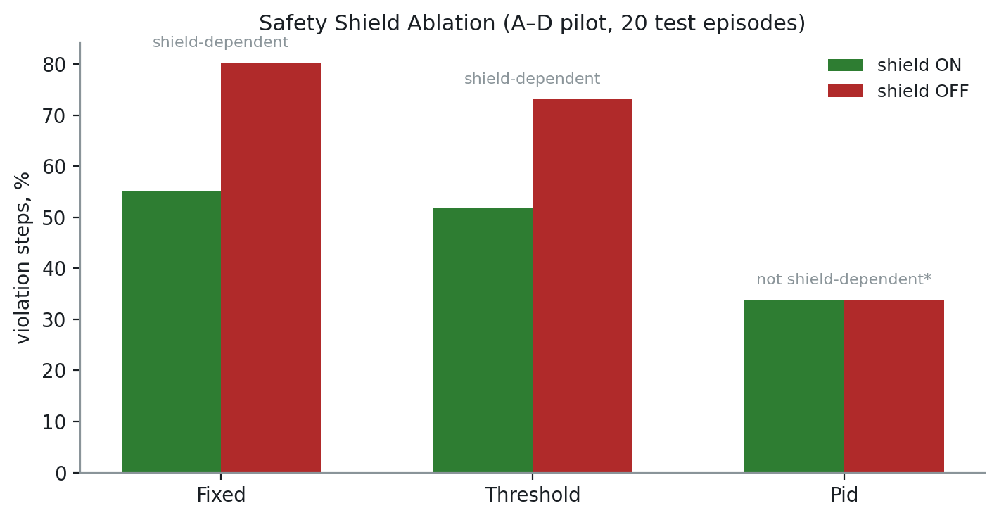 Safety Shield Ablation (A–D pilot, 20 test episodes)
shield-dependent
shield-dependent
not shield-dependent*
shield ON
shield OFF
violation steps, %
80
70
60
50
40
30
20
10
0
Fixed
Threshold
Pid